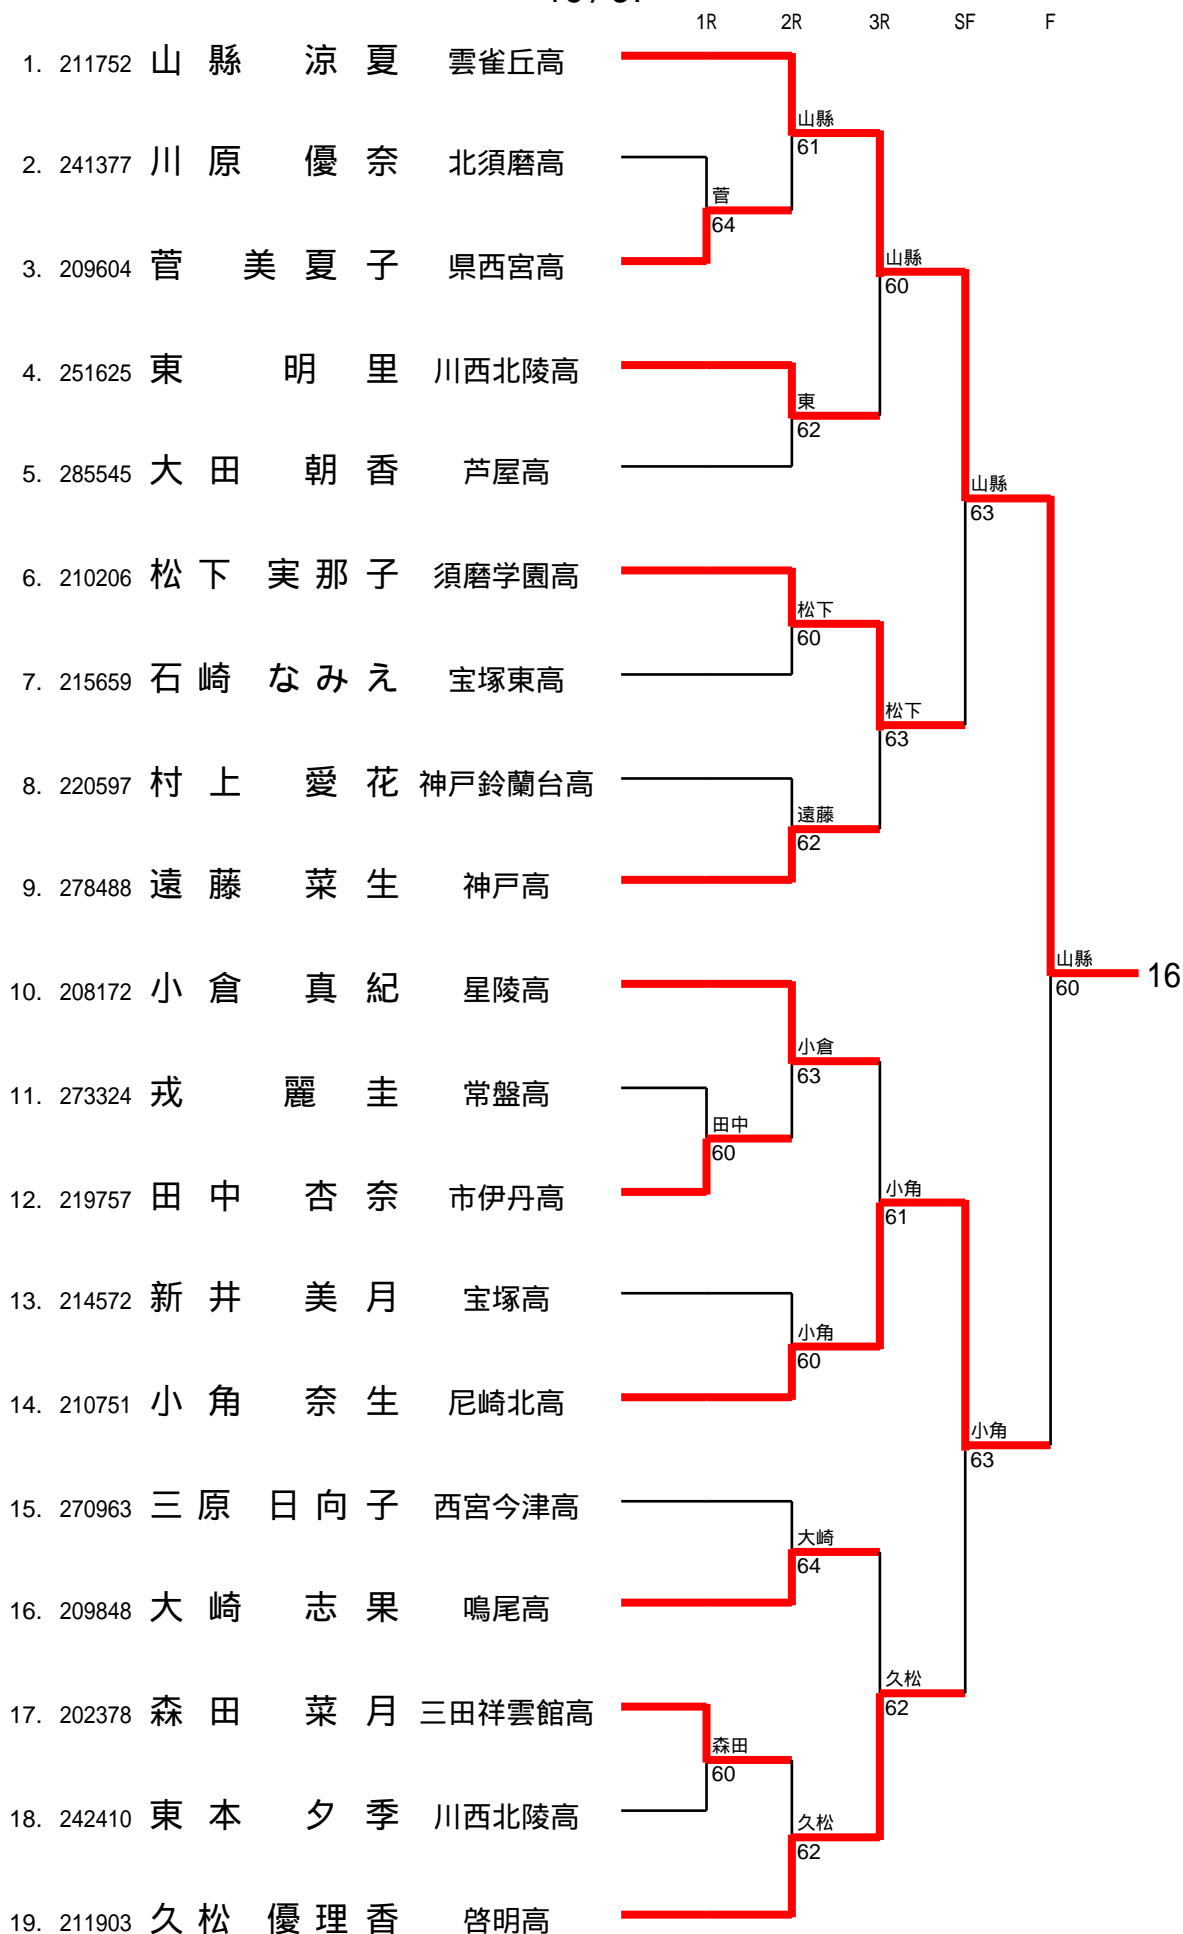 1R 2R 3R SF F
1. 211752 山縣 涼夏 雲雀丘高
山縣
61
2. 241377 川原 優奈 北須磨高
菅
64
3. 209604 菅 美夏子 県西宮高
山縣
60
4. 251625 東 明里 川西北陵高
東
62
5. 285545 大田 朝香 芦屋高
山縣
63
6. 210206 松下 実那子 須磨学園高
松下
60
7. 215659 石崎 なみえ 宝塚東高
松下
63
8. 220597 村上 愛花 神戸鈴蘭台高
遠藤
62
9. 278488 遠藤 菜生 神戸高
山縣
60
16
10. 208172 小倉 真紀 星陵高
小倉
63
11. 273324 戎 麗圭 常盤高
田中
60
12. 219757 田中 杏奈 市伊丹高
小角
61
13. 214572 新井 美月 宝塚高
小角
60
14. 210751 小角 奈生 尼崎北高
小角
63
15. 270963 三原 日向子 西宮今津高
大崎
64
16. 209848 大崎 志果 鳴尾高
久松
62
17. 202378 森田 菜月 三田祥雲館高
森田
60
18. 242410 東本 夕季 川西北陵高
久松
62
19. 211903 久松 優理香 啓明高